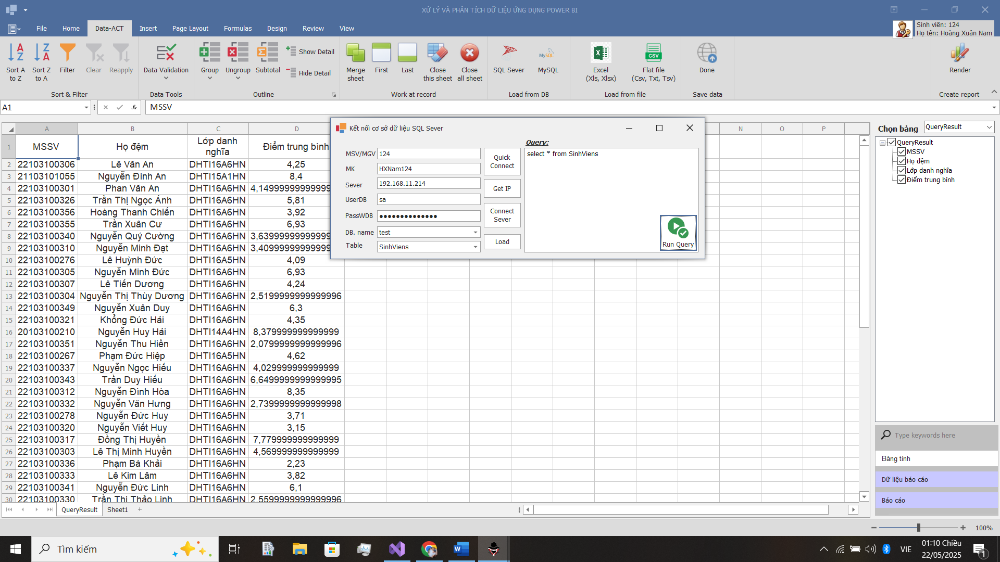 XỬ LÝ VÀ PHÂN TÍCH DỮ LIỆU ỨNG DỤNG POWER BI
File Home Data-ACT Insert Page Layout Formulas Design Review View
Sinh viên: 124
Họ tên: Hoàng Xuân Nam
Sort A to Z
Sort Z to A
Filter
Clear
Reapply
Sort & Filter
Data Validation
Data Tools
Group
Ungroup
Subtotal
Show Detail
Hide Detail
Outline
Merge sheet
First
Last
Close this sheet
Close all sheet
Work at record
SQL Sever
MySQL
Load from DB
Excel (Xls, Xlsx)
CSV
Flat file (Csv, Txt, Tsv)
Load from file
Done
Save data
Render
Create report
A1 fx MSSV
A B C D N O P
1 MSSV Họ đệm Lớp danh nghĩa Điểm trung bình
2 22103100306 Lê Văn An DHTI16A6HN 4,25
3 21103101055 Nguyễn Đình An DHTI15A1HN 8,4
4 22103100301 Phan Văn An DHTI16A6HN 4,14999999999999
5 22103100326 Trần Thị Ngọc Ánh DHTI16A6HN 5,81
6 22103100356 Hoàng Thanh Chiến DHTI16A6HN 3,92
7 22103100355 Trần Xuân Cư DHTI16A6HN 6,93
8 22103100340 Nguyễn Quý Cường DHTI16A6HN 3,63999999999999
9 22103100310 Nguyễn Minh Đạt DHTI16A6HN 3,40999999999999
10 22103100276 Lê Huỳnh Đức DHTI16A5HN 4,09
11 22103100305 Nguyễn Minh Đức DHTI16A6HN 6,93
12 22103100307 Lê Tiến Dương DHTI16A6HN 4,24
13 22103100304 Nguyễn Thị Thùy Dương DHTI16A6HN 2,5199999999999996
14 22103100349 Nguyễn Xuân Duy DHTI16A6HN 6,3
15 22103100321 Khổng Đức Hải DHTI16A6HN 4,35
16 20103100210 Nguyễn Huy Hải DHTI14A4HN 8,379999999999999
17 22103100351 Nguyễn Thu Hiền DHTI16A6HN 2,0799999999999996
18 22103100267 Phạm Đức Hiệp DHTI16A5HN 4,62
19 22103100337 Nguyễn Ngọc Hiếu DHTI16A6HN 4,029999999999999
20 22103100343 Trần Duy Hiếu DHTI16A6HN 6,6499999999999995
21 22103100312 Nguyễn Đình Hòa DHTI16A6HN 8,35
22 22103100332 Nguyễn Văn Hưng DHTI16A6HN 2,7399999999999998
23 22103100278 Nguyễn Đức Huy DHTI16A5HN 3,71
24 22103100320 Nguyễn Viết Huy DHTI16A6HN 3,15
25 22103100317 Đồng Thị Huyền DHTI16A6HN 7,779999999999999
26 22103100303 Lê Thị Minh Huyền DHTI16A6HN 4,569999999999999
27 22103100336 Phạm Bá Khải DHTI16A6HN 2,23
28 22103100333 Lê Kim Lâm DHTI16A6HN 3,82
29 22103100341 Nguyễn Đức Linh DHTI16A6HN 6,1
30 22103100330 Trần Thị Thảo Linh DHTI16A6HN 2,5599999999999996
Kết nối cơ sở dữ liệu SQL Sever
MSV/MGV 124
MK HXNam124
Sever 192.168.11.214
UserDB sa
PassWDB ●●●●●●●●●●●●●●
DB. name test
Table SinhViens
Quick Connect
Get IP
Connect Sever
Load
Query:
select * from SinhViens
Run Query
Chọn bảng QueryResult
QueryResult
MSSV
Họ đệm
Lớp danh nghĩa
Điểm trung bình
Type keywords here
Bảng tính
Dữ liệu báo cáo
Báo cáo
QueryResult Sheet1 +
100%
Tìm kiếm
VIE
01:10 Chiều
22/05/2025
1